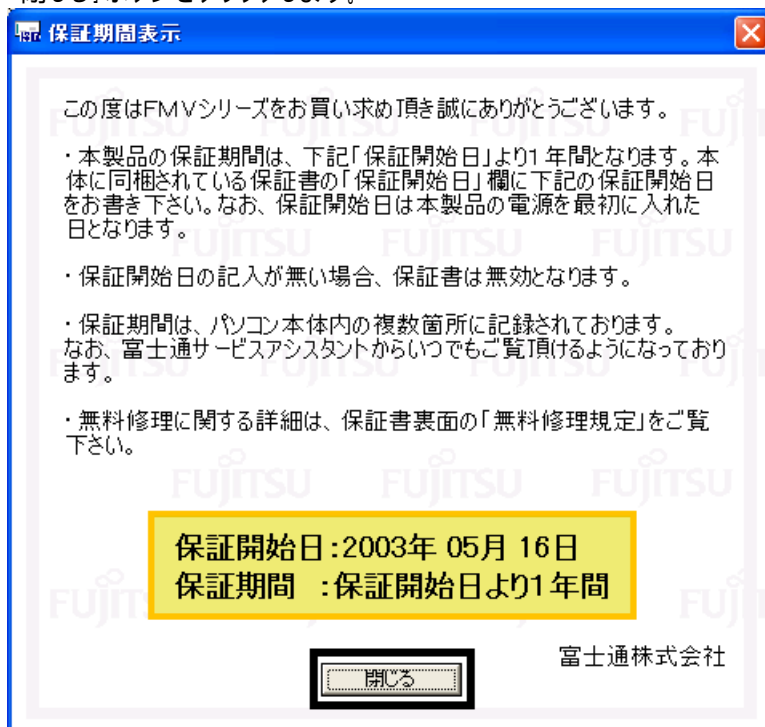 保証期間表示
この度はFMVシリーズをお買い求め頂き誠にありがとうございます。
・本製品の保証期間は、下記「保証開始日」より1年間となります。本
体に同梱されている保証書の「保証開始日」欄に下記の保証開始日
をお書き下さい。なお、保証開始日は本製品の電源を最初に入れた
日となります。
・保証開始日の記入が無い場合、保証書は無効となります。
・保証期間は、パソコン本体内の複数箇所に記録されております。
なお、富士通サービスアシスタントからいつでもご覧頂けるようになっており
ます。
・無料修理に関する詳細は、保証書裏面の「無料修理規定」をご覧
下さい。
FUJITSU FUJITSU FUJITSU
保証開始日:2003年 05月 16日
保証期間 :保証開始日より1年間
富士通株式会社
閉じる